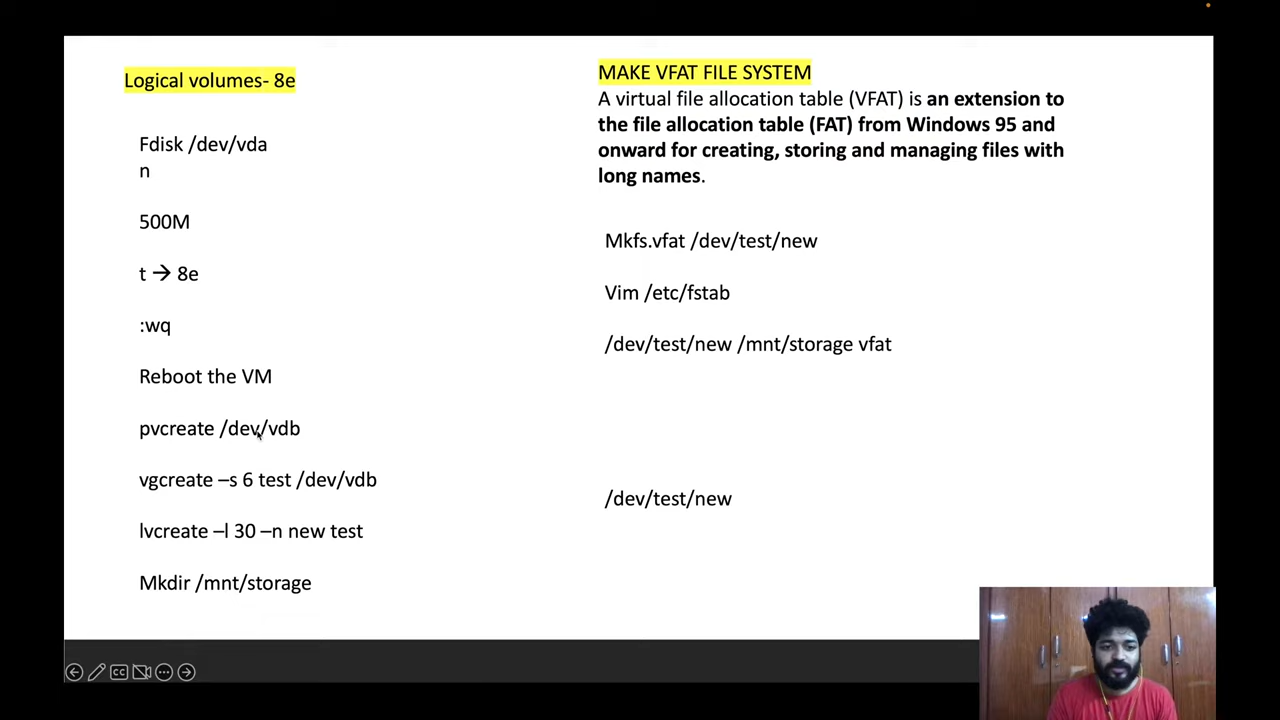 Logical volumes- 8e
Fdisk /dev/vda
n
500M
t → 8e
:wq
Reboot the VM
pvcreate /dev/vdb
vgcreate –s 6 test /dev/vdb
lvcreate –l 30 –n new test
Mkdir /mnt/storage
MAKE VFAT FILE SYSTEM
A virtual file allocation table (VFAT) is an extension to
the file allocation table (FAT) from Windows 95 and
onward for creating, storing and managing files with
long names.
Mkfs.vfat /dev/test/new
Vim /etc/fstab
/dev/test/new /mnt/storage vfat
/dev/test/new
CC